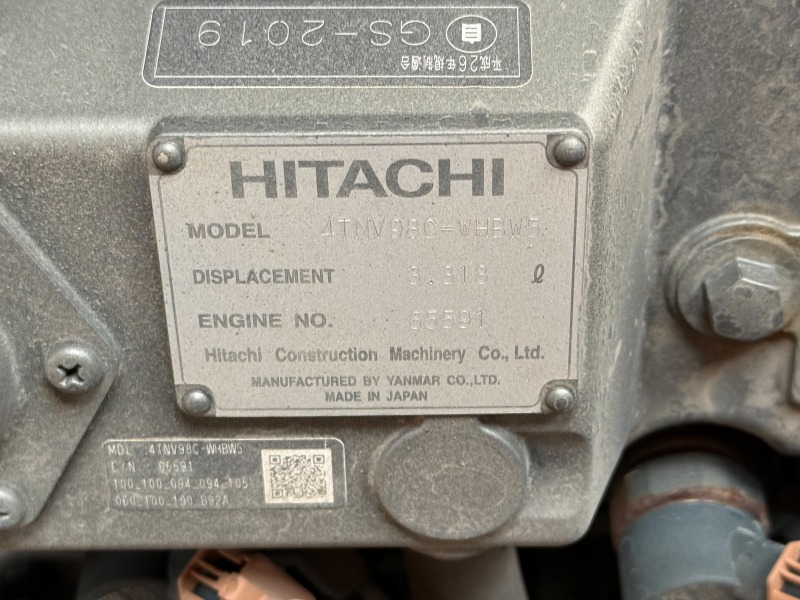 GS-2019
平成26年規制適合
HITACHI
MODEL 4TNV98C-WHBW5
DISPLACEMENT 3.318 ℓ
ENGINE NO. 65591
Hitachi Construction Machinery Co., Ltd.
MANUFACTURED BY YANMAR CO.,LTD.
MADE IN JAPAN
MDL :4TNV98C-WHBW5
E/N : 65591
100_100_094_094_105
060_100_100_B92A